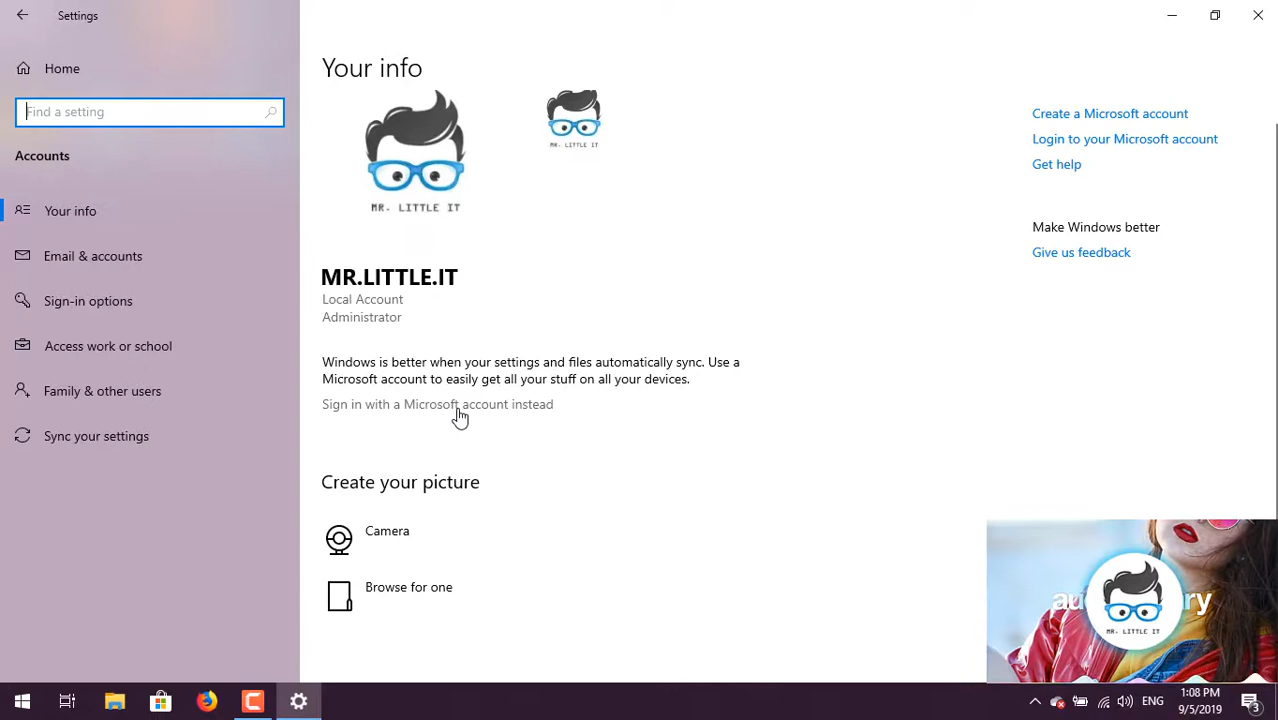 Settings
Home
Find a setting
Accounts
Your info
Email & accounts
Sign-in options
Access work or school
Family & other users
Sync your settings
Your info
MR. LITTLE IT
MR. LITTLE IT
MR.LITTLE.IT
Local Account
Administrator
Windows is better when your settings and files automatically sync. Use a
Microsoft account to easily get all your stuff on all your devices.
Sign in with a Microsoft account instead
Create your picture
Camera
Browse for one
Create a Microsoft account
Login to your Microsoft account
Get help
Make Windows better
Give us feedback
MR. LITTLE IT
ENG
1:08 PM
9/5/2019
3